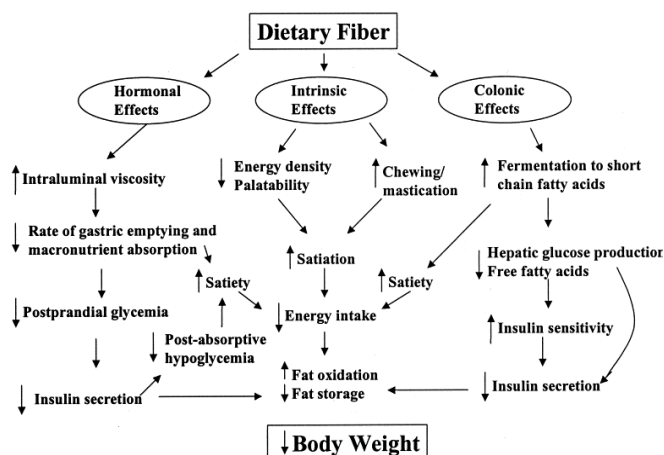 Dietary Fiber
Hormonal
Effects
Intrinsic
Effects
Colonic
Effects
Intraluminal viscosity
Energy density
Palatability
Chewing/
mastication
Fermentation to short
chain fatty acids
Rate of gastric emptying and
macronutrient absorption
Satiation
Hepatic glucose production
Free fatty acids
Satiety
Satiety
Postprandial glycemia
Energy intake
Post-absorptive
hypoglycemia
Insulin sensitivity
Insulin secretion
Fat oxidation
Fat storage
Insulin secretion
Body Weight